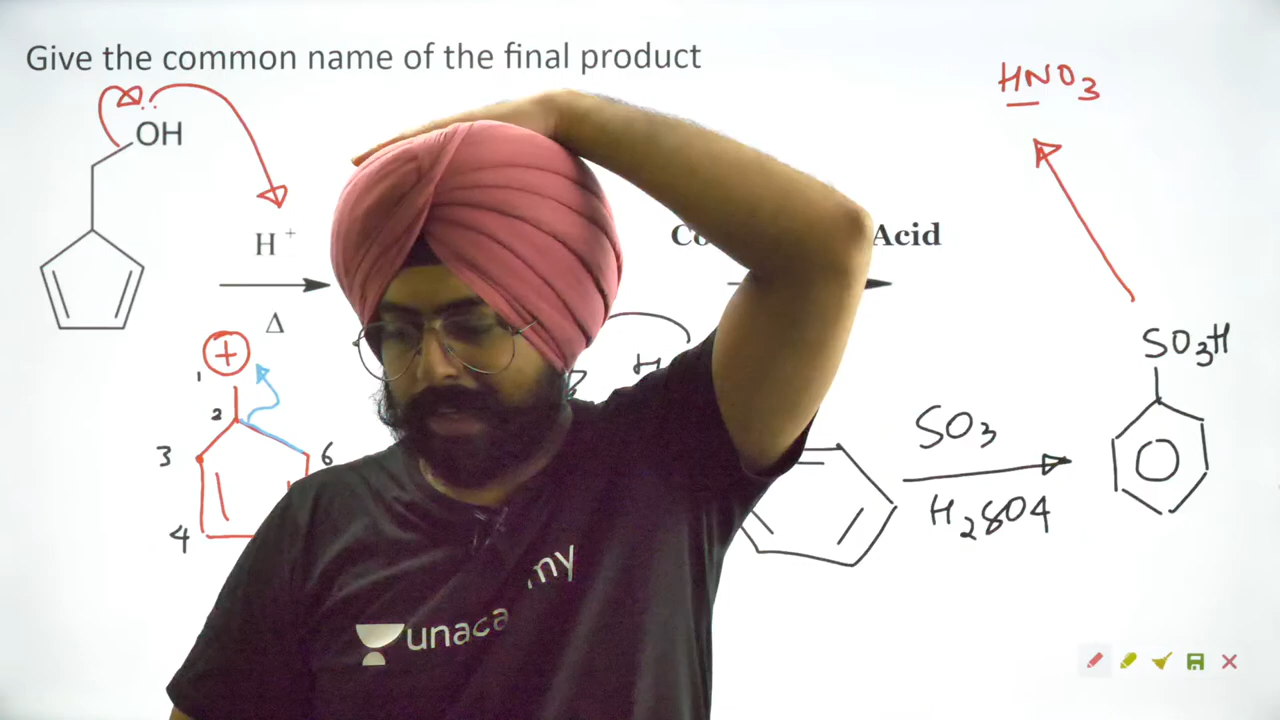 Give the common name of the final product
HNO3
OH
H+
Acid
Δ
SO3H
+
1
H
2
SO3
3
6
H2SO4
4
unaca
my